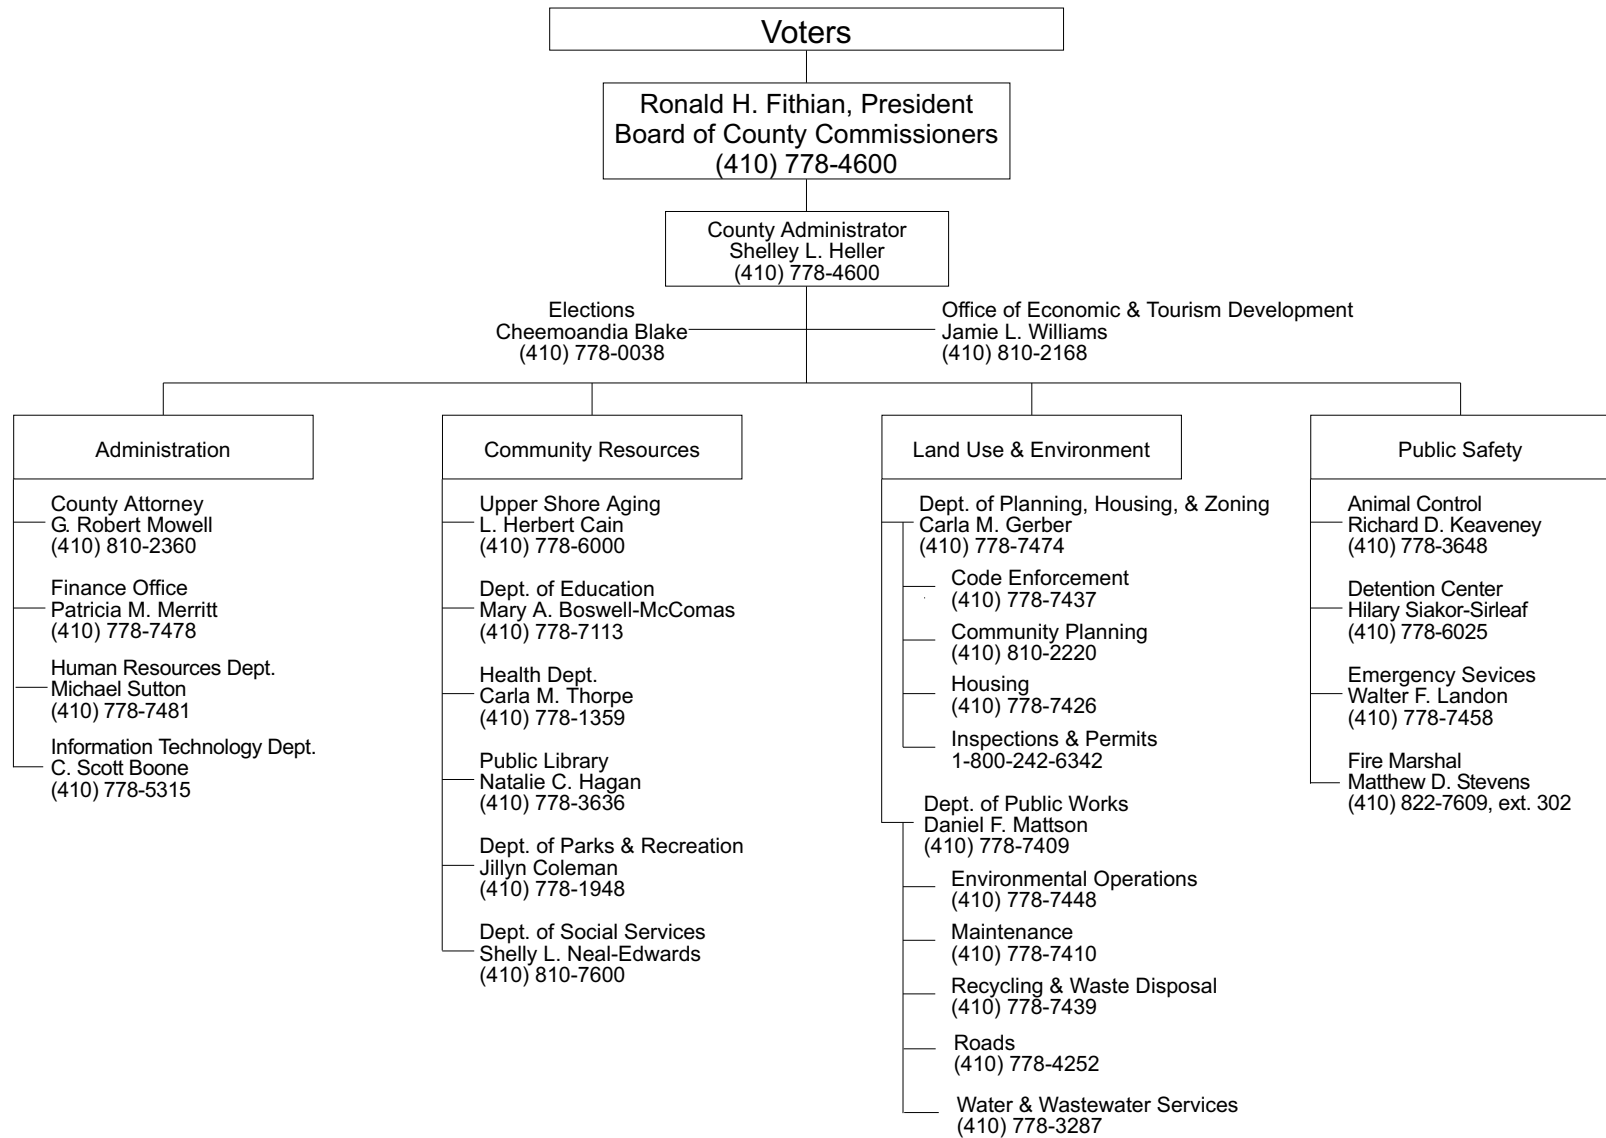 Voters
Ronald H. Fithian, President
Board of County Commissioners
(410) 778-4600
County Administrator
Shelley L. Heller
(410) 778-4600
Elections
Cheemoandia Blake
(410) 778-0038
Office of Economic & Tourism Development
Jamie L. Williams
(410) 810-2168
Administration
County Attorney
G. Robert Mowell
(410) 810-2360
Finance Office
Patricia M. Merritt
(410) 778-7478
Human Resources Dept.
Michael Sutton
(410) 778-7481
Information Technology Dept.
C. Scott Boone
(410) 778-5315
Community Resources
Upper Shore Aging
L. Herbert Cain
(410) 778-6000
Dept. of Education
Mary A. Boswell-McComas
(410) 778-7113
Health Dept.
Carla M. Thorpe
(410) 778-1359
Public Library
Natalie C. Hagan
(410) 778-3636
Dept. of Parks & Recreation
Jillyn Coleman
(410) 778-1948
Dept. of Social Services
Shelly L. Neal-Edwards
(410) 810-7600
Land Use & Environment
Dept. of Planning, Housing, & Zoning
Carla M. Gerber
(410) 778-7474
Code Enforcement
(410) 778-7437
Community Planning
(410) 810-2220
Housing
(410) 778-7426
Inspections & Permits
1-800-242-6342
Dept. of Public Works
Daniel F. Mattson
(410) 778-7409
Environmental Operations
(410) 778-7448
Maintenance
(410) 778-7410
Recycling & Waste Disposal
(410) 778-7439
Roads
(410) 778-4252
Water & Wastewater Services
(410) 778-3287
Public Safety
Animal Control
Richard D. Keaveney
(410) 778-3648
Detention Center
Hilary Siakor-Sirleaf
(410) 778-6025
Emergency Sevices
Walter F. Landon
(410) 778-7458
Fire Marshal
Matthew D. Stevens
(410) 822-7609, ext. 302